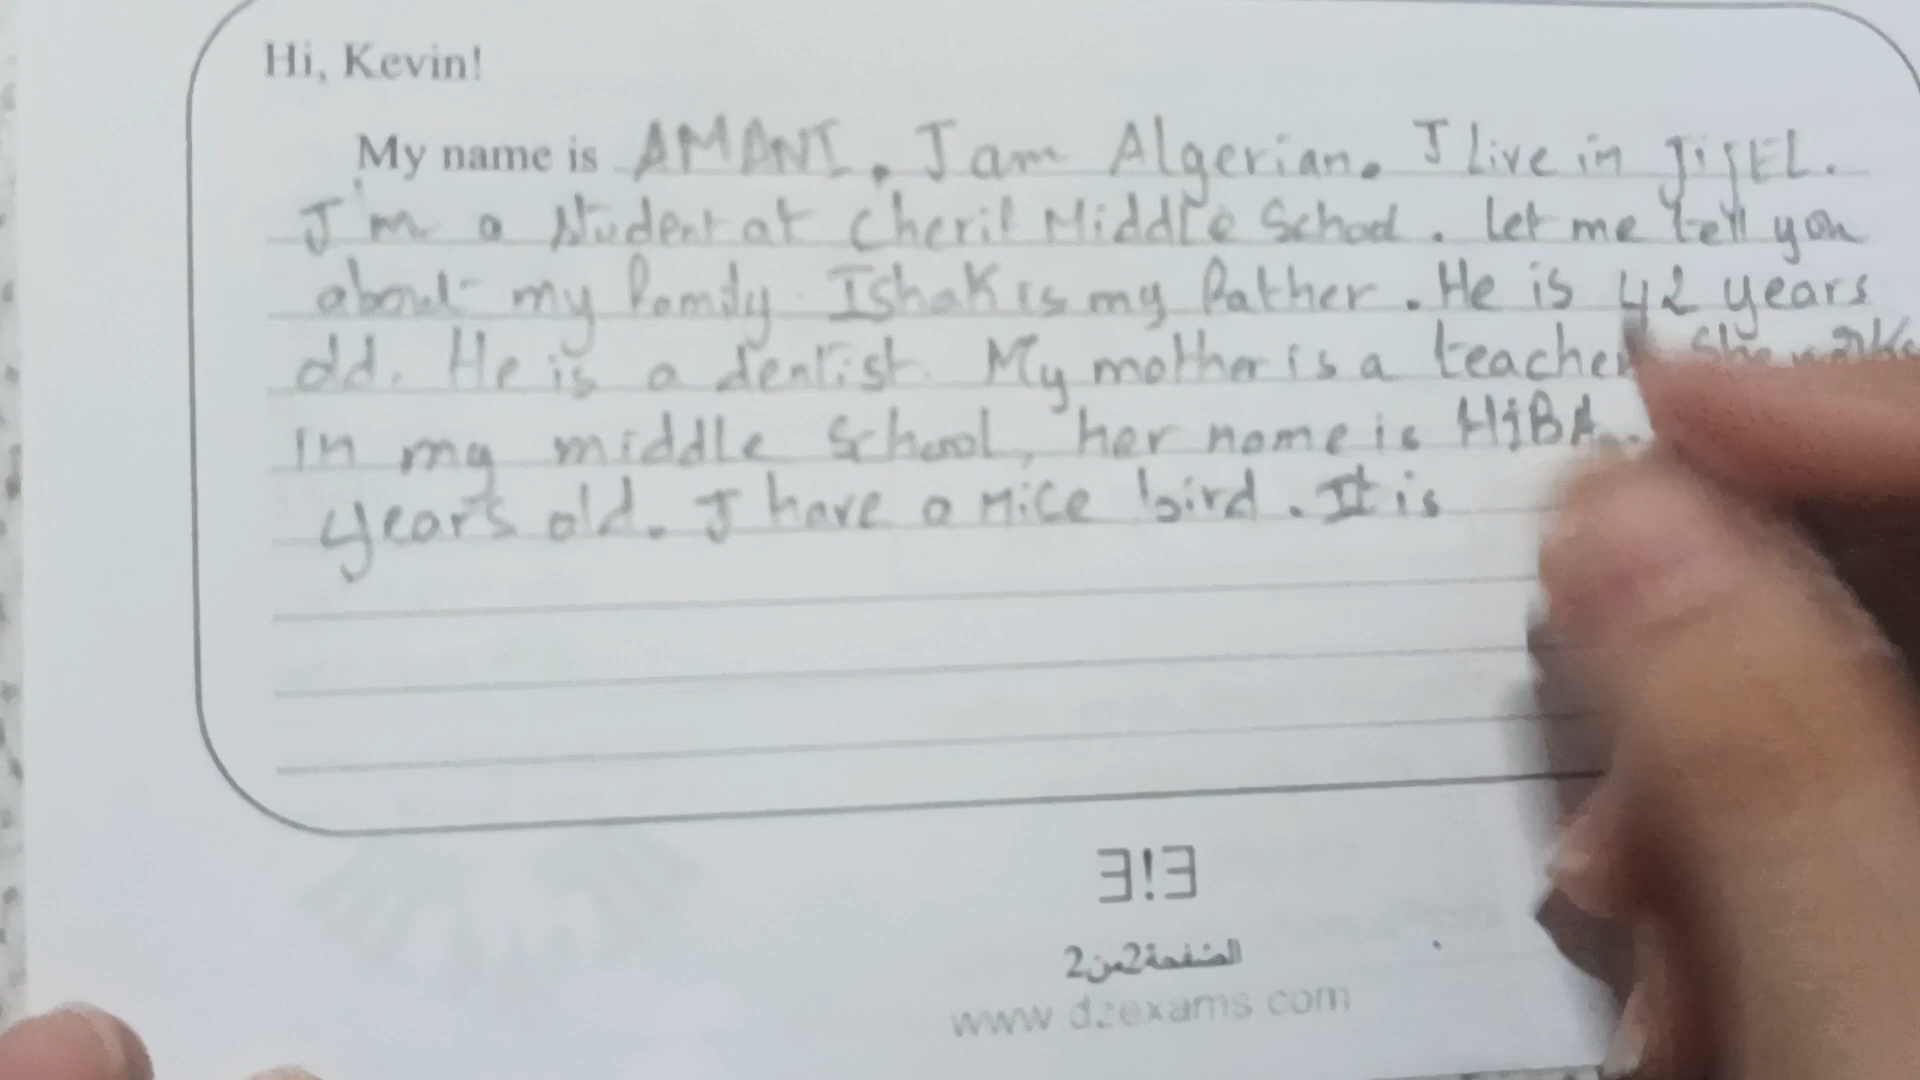 Hi, Kevin!
My name is AMANI. I am Algerian. I Live in JiJEL.
I'm a student at Cherif Middle School. Let me tell you
about my family. Ishak is my father. He is 42 years
old. He is a dentist. My mother is a teacher She works
in my middle School, her name is HiBA.
years old. I have a nice bird. It is
E!E
الصفحة 2 من 2
www dzexams com